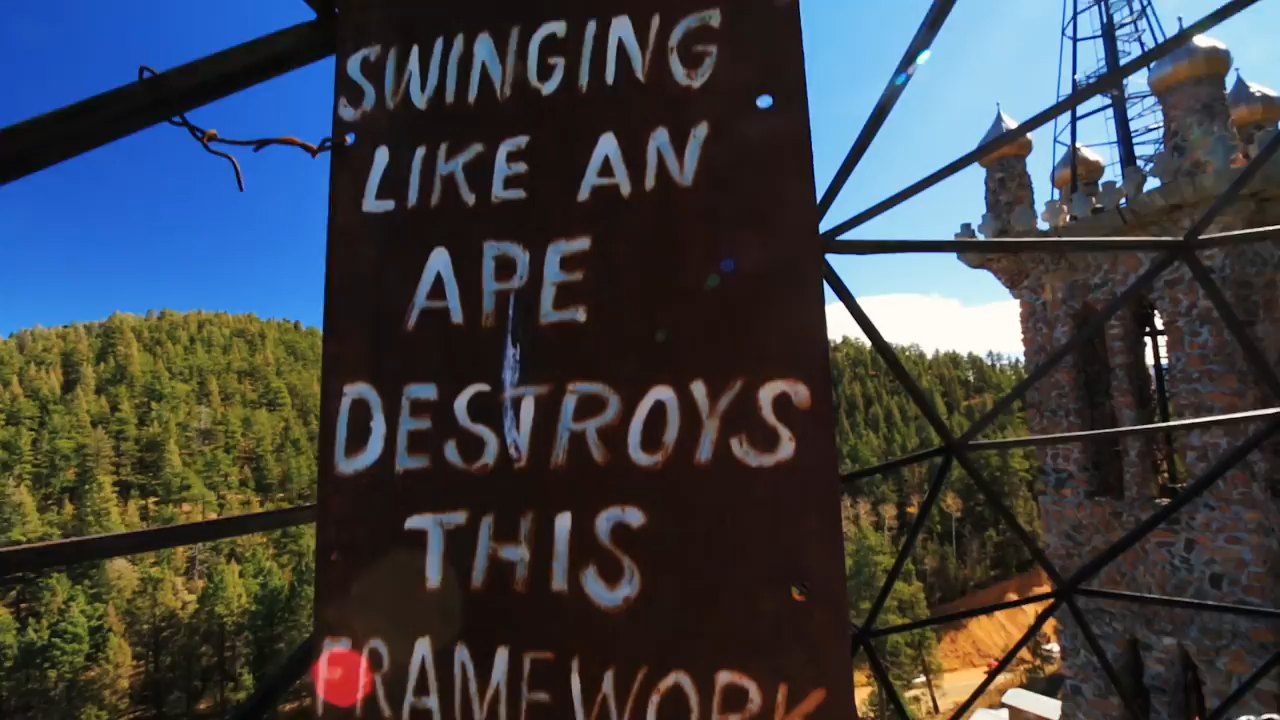 SWINGING
LIKE AN
APE
DESTROYS
THIS
FRAMEWORK